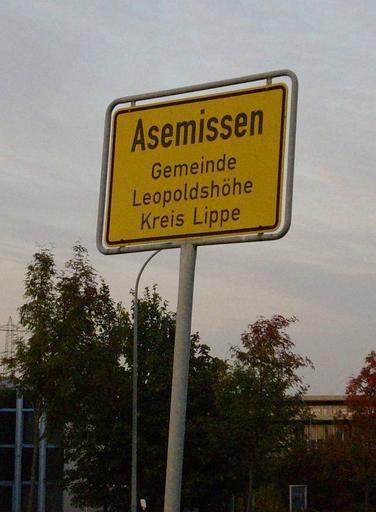 Asemissen
Gemeinde
Leopoldshöhe
Kreis Lippe